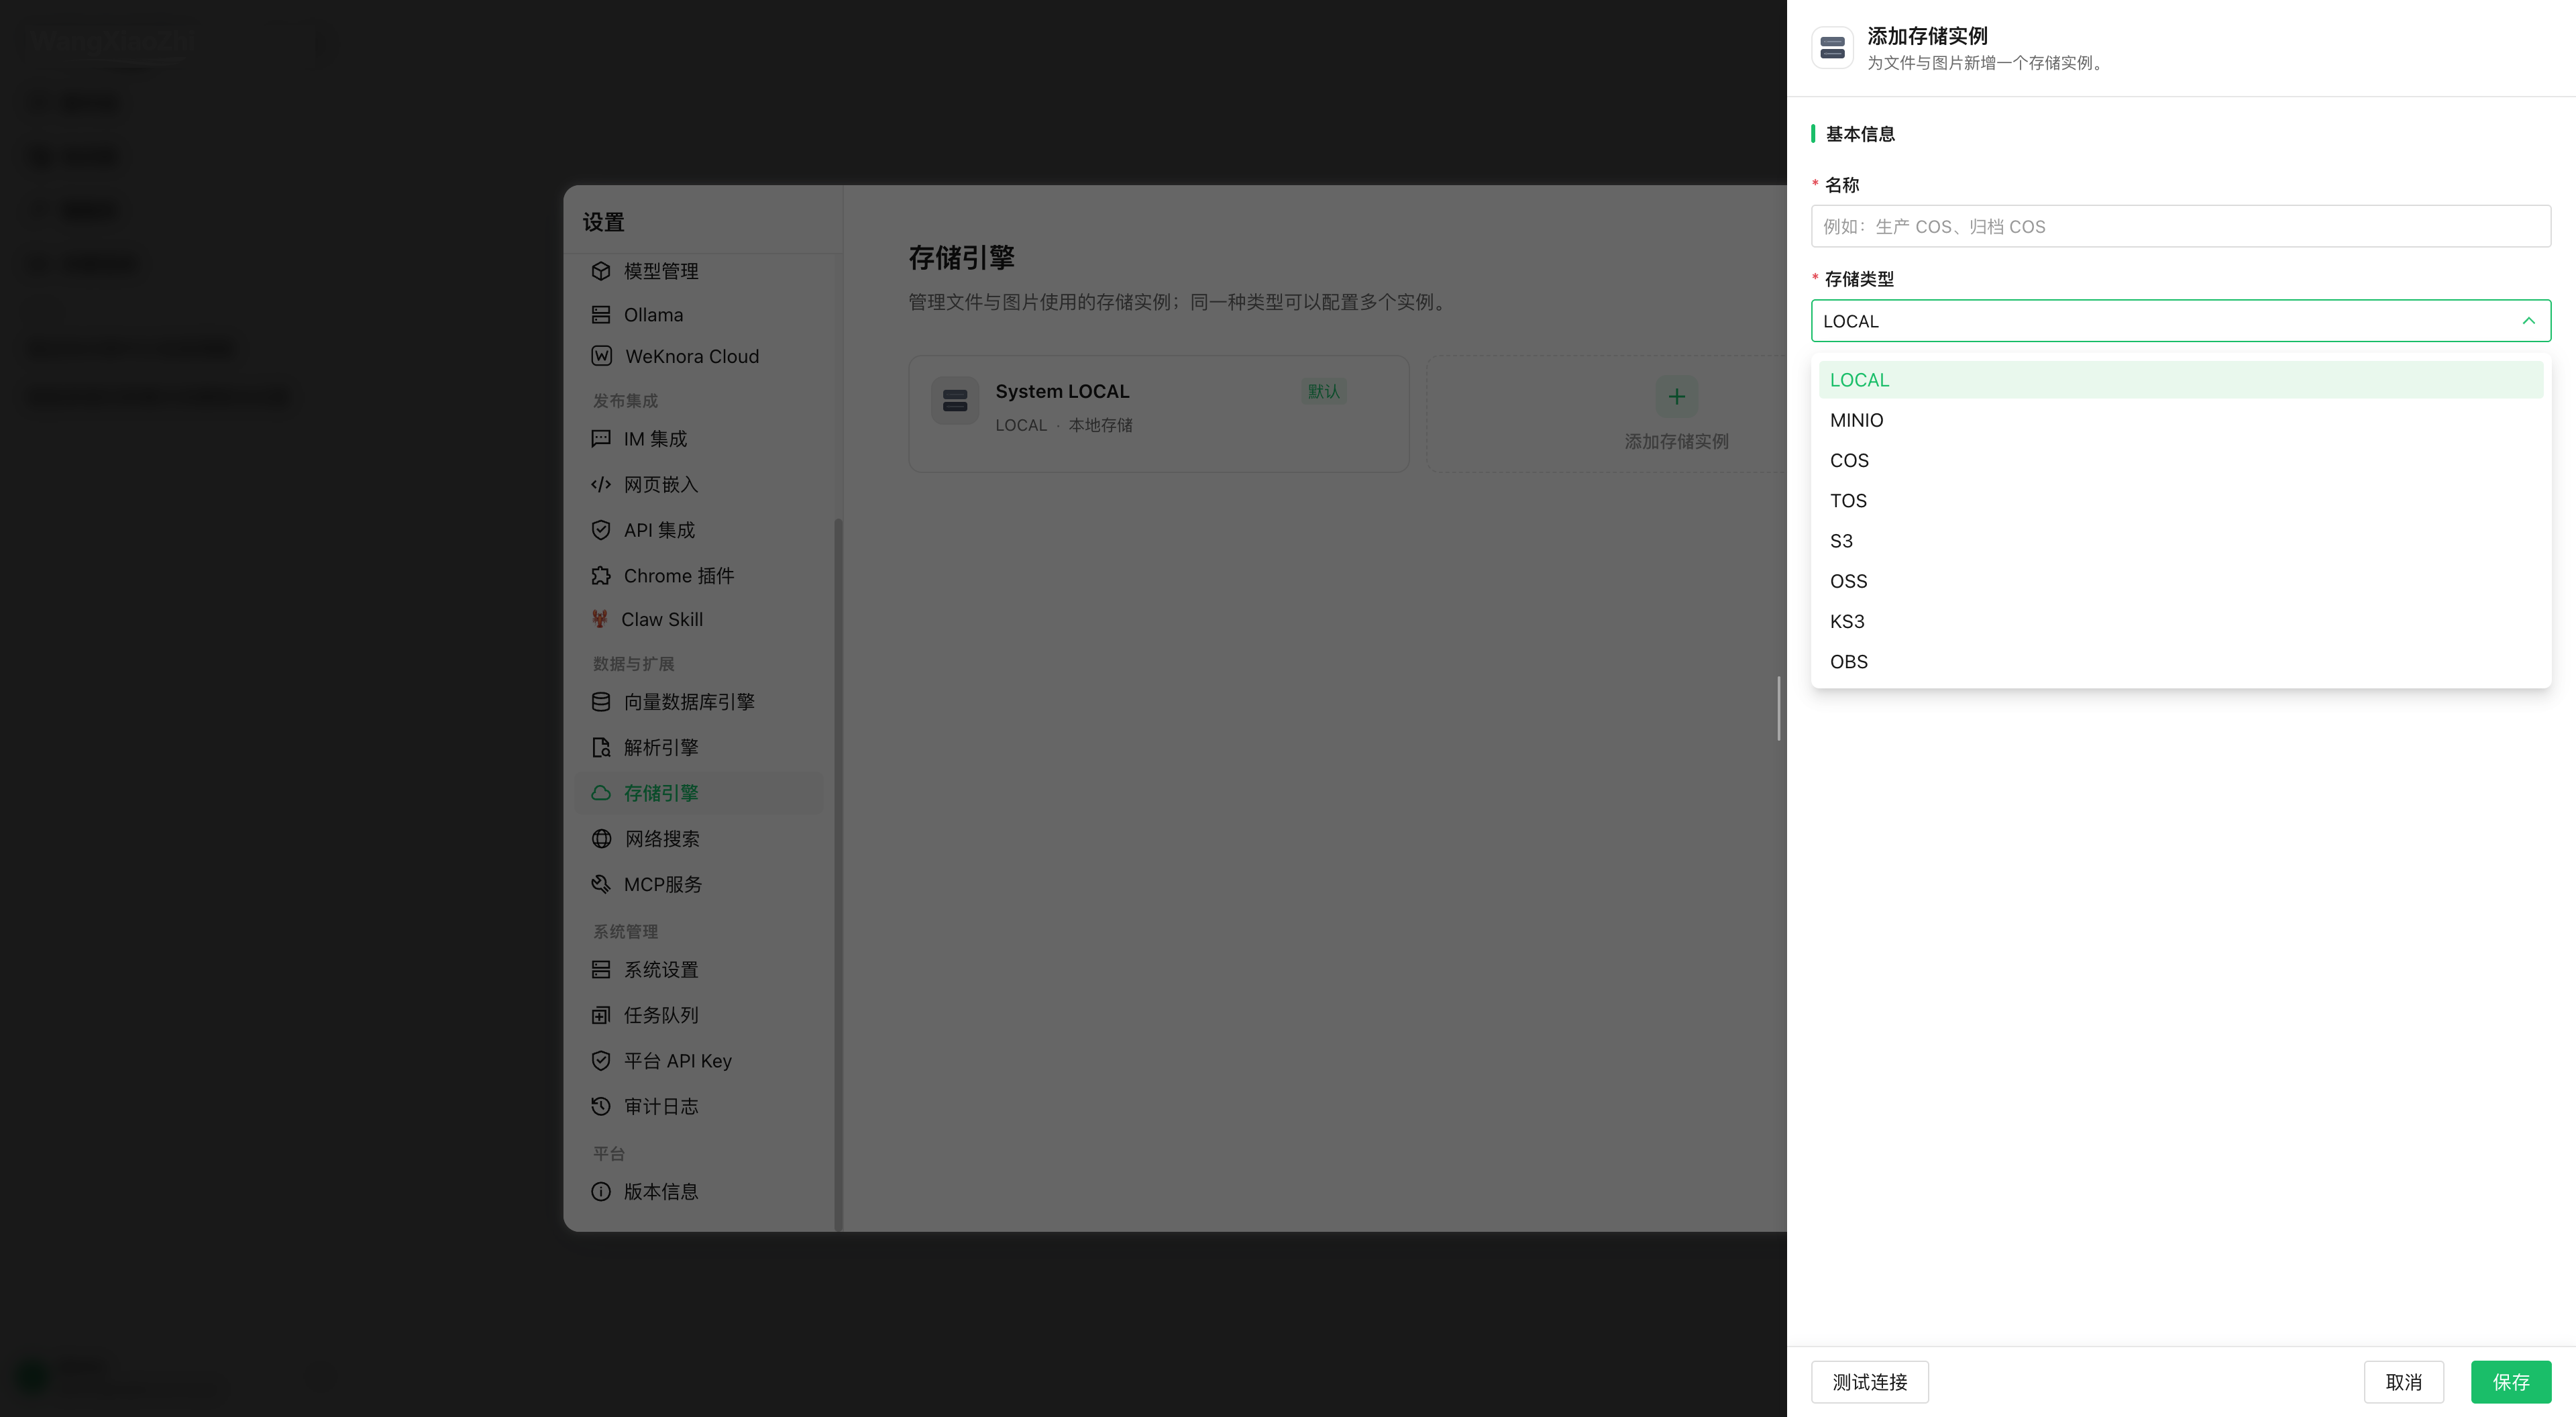 设置
模型管理
Ollama
WeKnora Cloud
发布集成
IM 集成
网页嵌入
API 集成
Chrome 插件
Claw Skill
数据与扩展
向量数据库引擎
解析引擎
存储引擎
网络搜索
MCP服务
系统管理
系统设置
任务队列
平台 API Key
审计日志
平台
版本信息
存储引擎
管理文件与图片使用的存储实例；同一种类型可以配置多个实例。
System LOCAL
默认
LOCAL · 本地存储
添加存储实例
添加存储实例
为文件与图片新增一个存储实例。
基本信息
* 名称
例如：生产 COS、归档 COS
* 存储类型
LOCAL
LOCAL
MINIO
COS
TOS
S3
OSS
KS3
OBS
测试连接
取消
保存